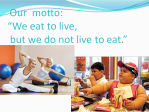 Our motto:
“We eat to live,
but we do not live to eat.”